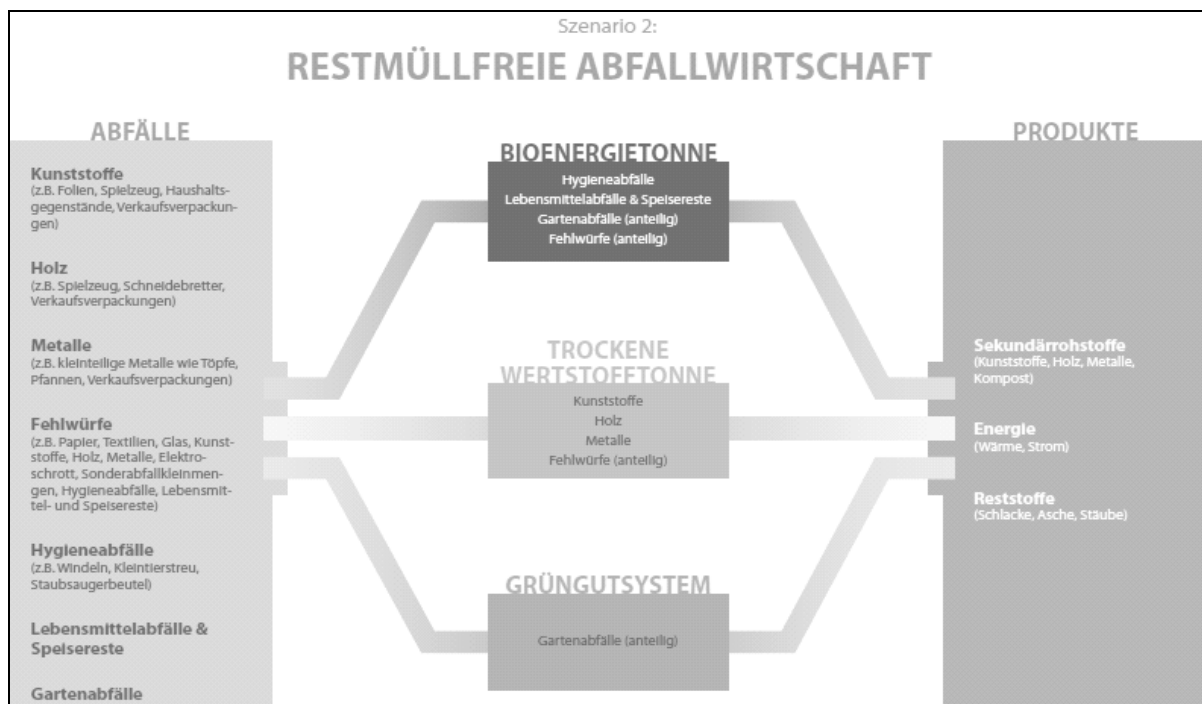 Szenario 2:
RESTMÜLLFREIE ABFALLWIRTSCHAFT
ABFÄLLE
Kunststoffe
(z.B. Folien, Spielzeug, Haushalts-
gegenstände, Verkaufsverpackun-
gen)
Holz
(z.B. Spielzeug, Schneidebretter,
Verkaufsverpackungen)
Metalle
(z.B. kleinteilige Metalle wie Töpfe,
Pfannen, Verkaufsverpackungen)
Fehlwürfe
(z.B. Papier, Textilien, Glas, Kunst-
stoffe, Holz, Metalle, Elektro-
schrott, Sonderabfallkleinmen-
gen, Hygieneabfälle, Lebensmit-
tel- und Speisereste)
Hygieneabfälle
(z.B. Windeln, Kleintierstreu,
Staubsaugerbeutel)
Lebensmittelabfälle &
Speisereste
Gartenabfälle
BIOENERGIETONNE
Hygieneabfälle
Lebensmittelabfälle & Speisereste
Gartenabfälle (anteilig)
Fehlwürfe (anteilig)
TROCKENE
WERTSTOFFTONNE
Kunststoffe
Holz
Metalle
Fehlwürfe (anteilig)
GRÜNGUTSYSTEM
Gartenabfälle (anteilig)
PRODUKTE
Sekundärrohstoffe
(Kunststoffe, Holz, Metalle,
Kompost)
Energie
(Wärme, Strom)
Reststoffe
(Schlacke, Asche, Stäube)